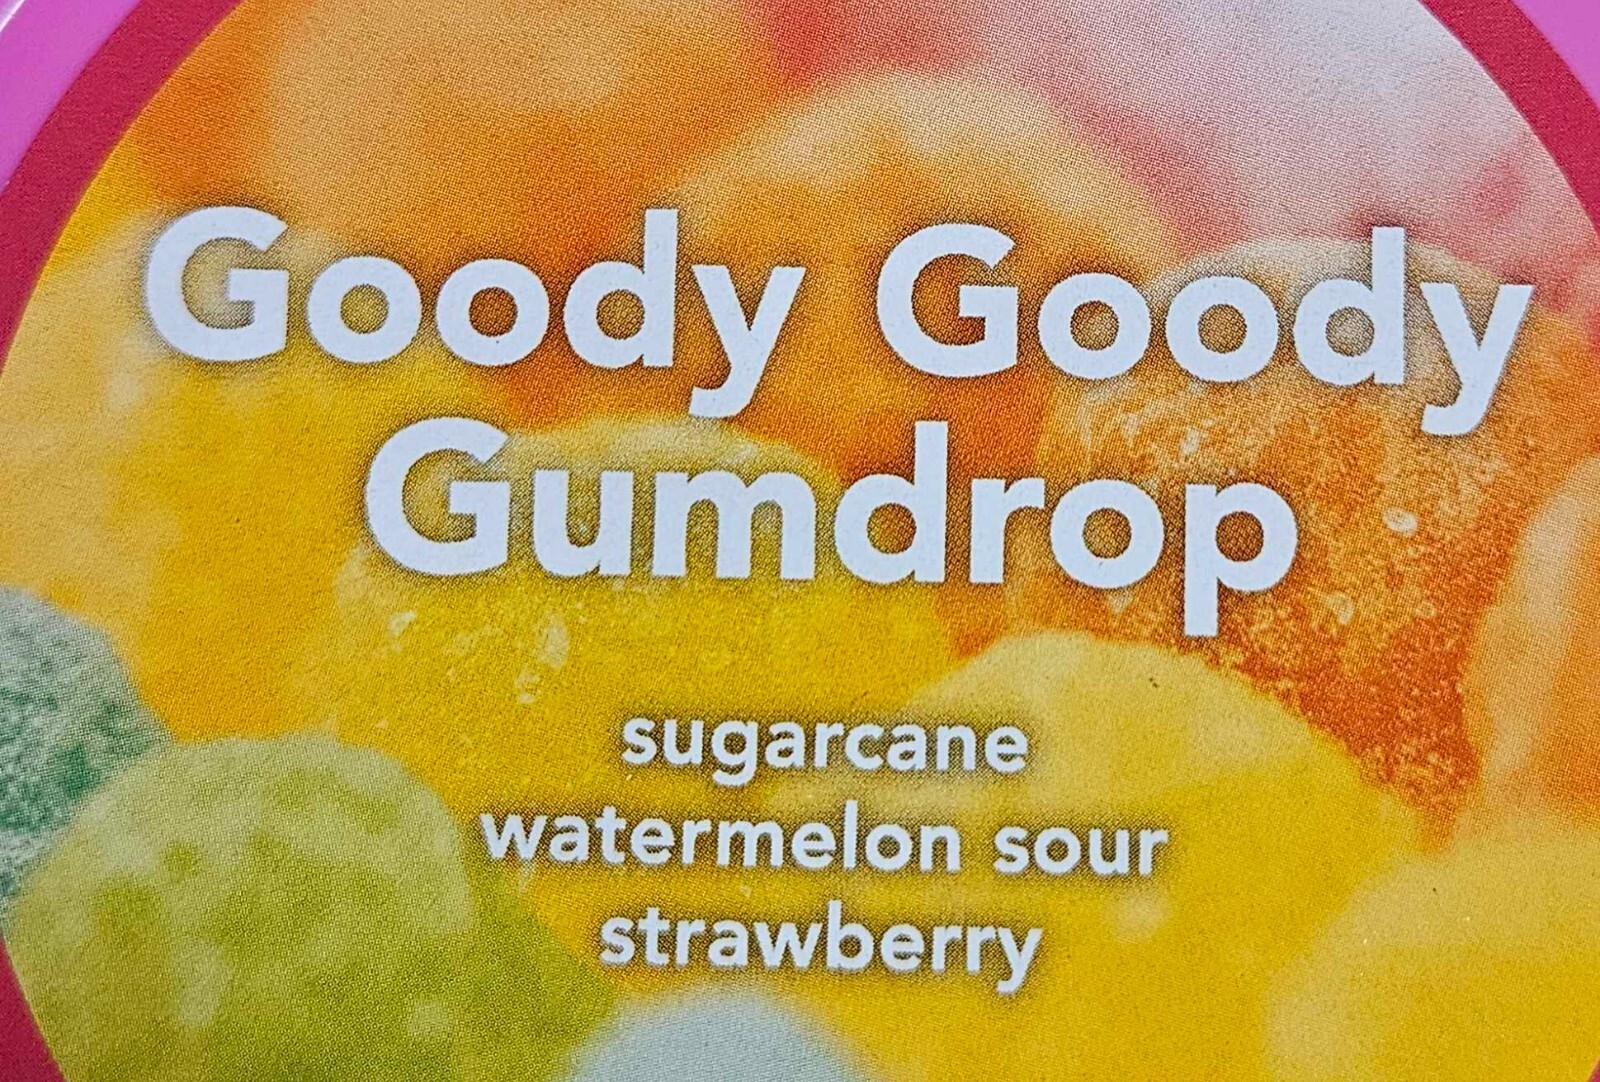 Goody Goody
Gumdrop
sugarcane
watermelon sour
strawberry